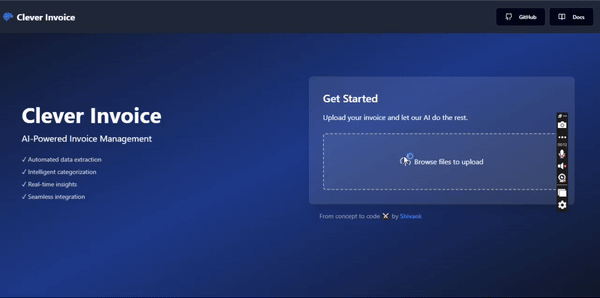 Clever Invoice
GitHub
Docs
Clever Invoice
AI-Powered Invoice Management
✓ Automated data extraction
✓ Intelligent categorization
✓ Real-time insights
✓ Seamless integration
Get Started
Upload your invoice and let our AI do the rest.
Browse files to upload
From concept to code ⚔️ by Shivank